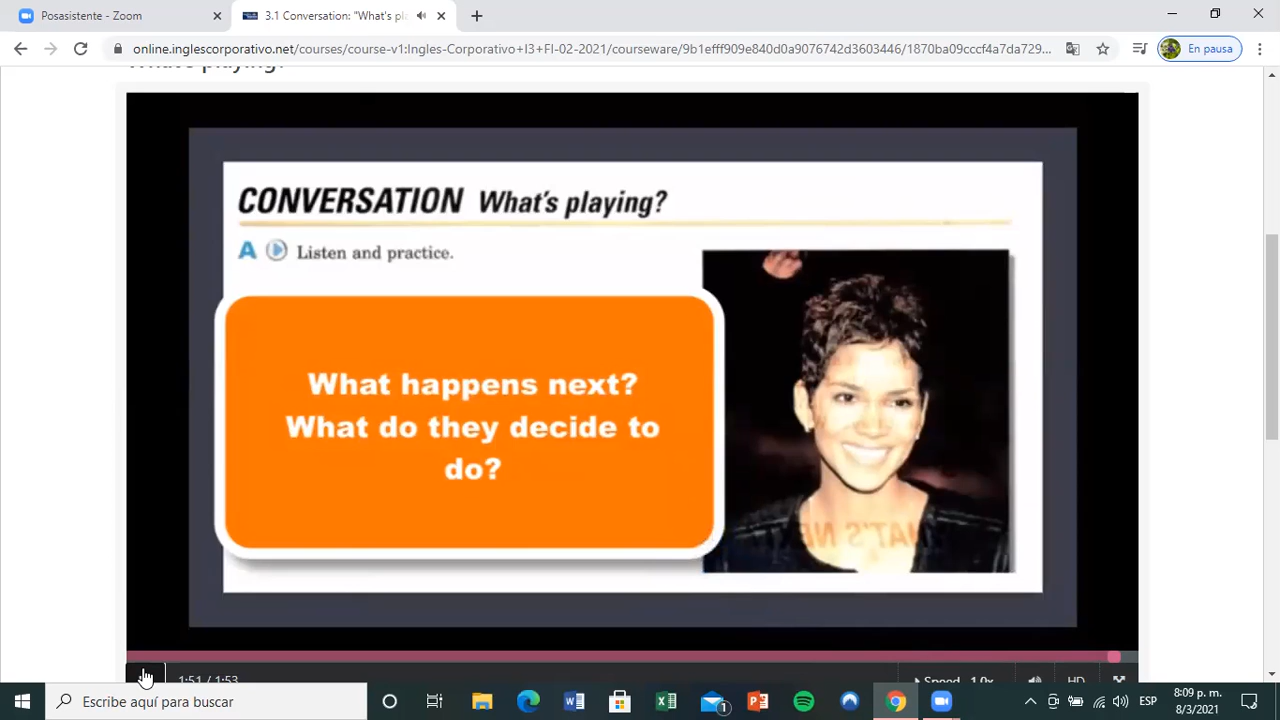 Posasistente - Zoom
3.1 Conversation: "What's pl
online.inglescorporativo.net/courses/course-v1:Ingles-Corporativo+I3+FI-02-2021/courseware/9b1efff909e840d0a9076742d3603446/1870ba09cccf4a7da729...
En pausa
What's playing?
CONVERSATION What's playing?
A Listen and practice.
What happens next?
What do they decide to
do?
1:51 / 1:53
Speed 1.0x
HD
Escribe aquí para buscar
1
ESP
8:09 p. m.
8/3/2021